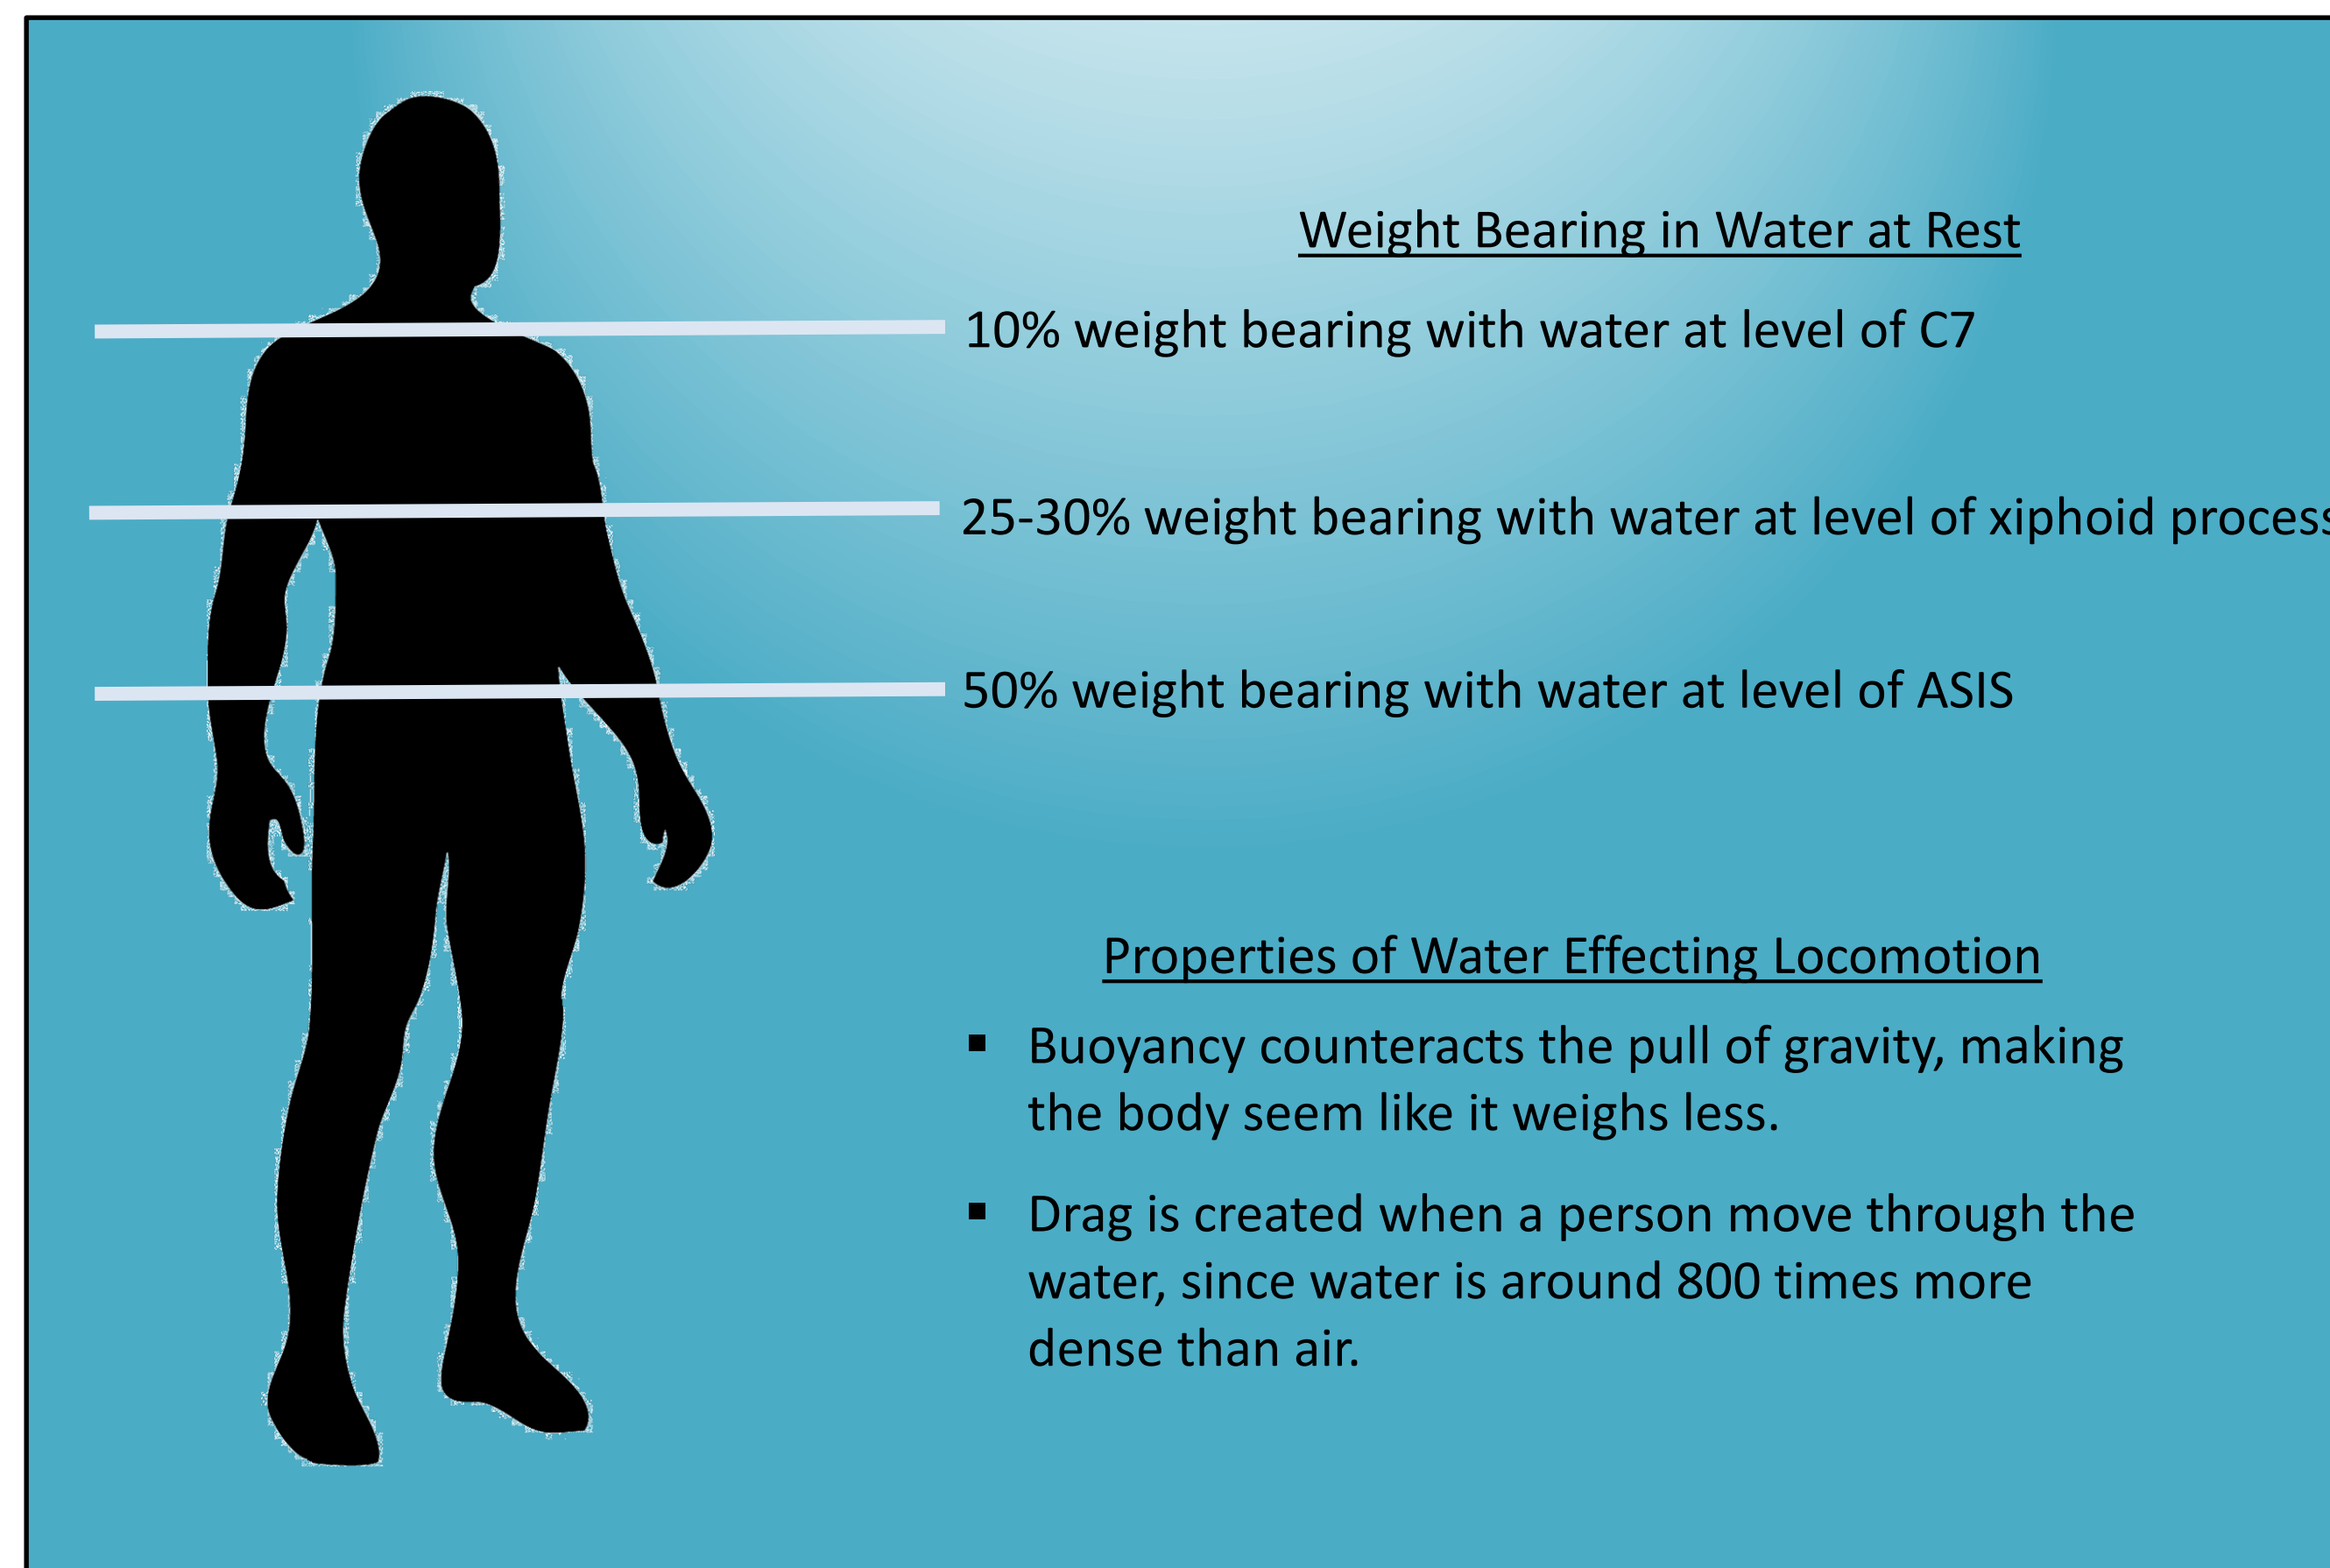 Weight Bearing in Water at Rest
10% weight bearing with water at level of C7
25-30% weight bearing with water at level of xiphoid process
50% weight bearing with water at level of ASIS
Properties of Water Effecting Locomotion
▪ Buoyancy counteracts the pull of gravity, making
the body seem like it weighs less.
▪ Drag is created when a person move through the
water, since water is around 800 times more
dense than air.